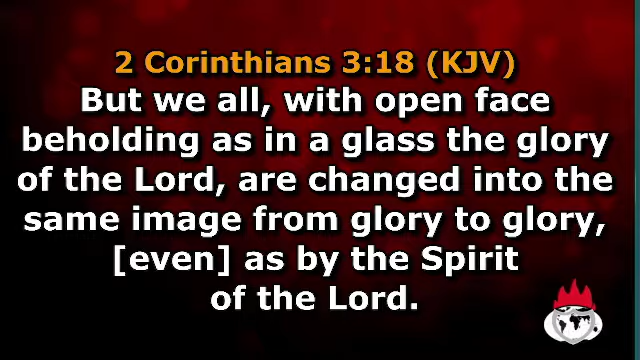 2 Corinthians 3:18 (KJV)
But we all, with open face
beholding as in a glass the glory
of the Lord, are changed into the
same image from glory to glory,
[even] as by the Spirit
of the Lord.